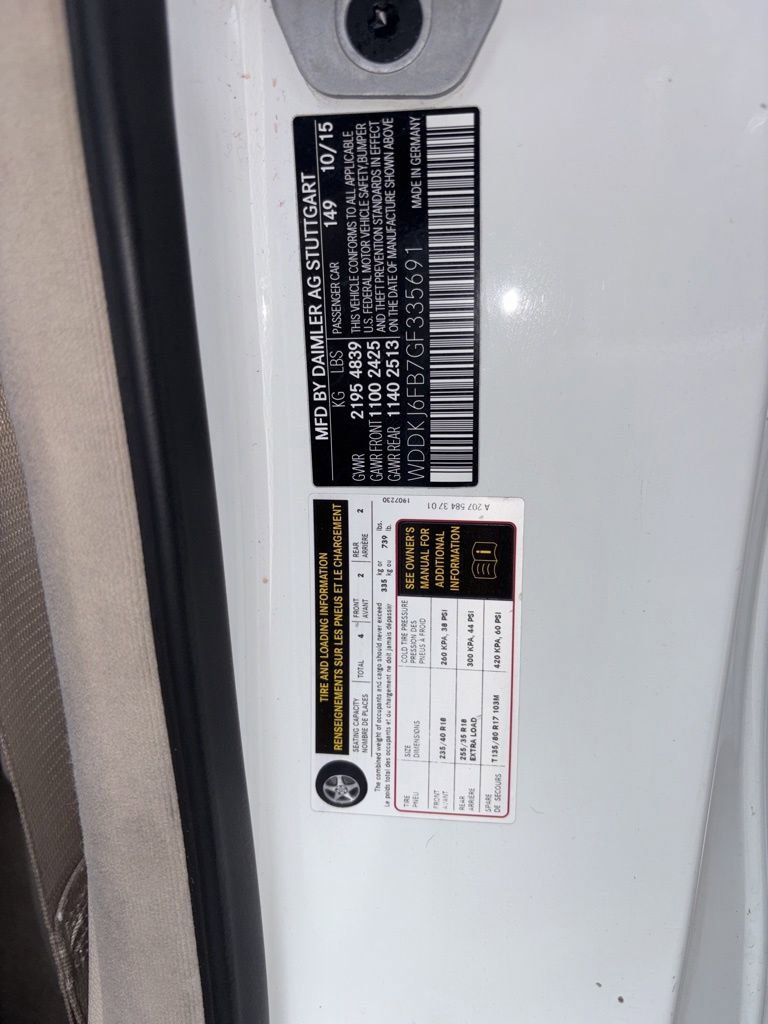 MFD BY DAIMLER AG STUTTGART
KG LBS PASSENGER CAR 149 10/15
GVWR 2195 4839 THIS VEHICLE CONFORMS TO ALL APPLICABLE
GAWR FRONT 1100 2425 U.S. FEDERAL MOTOR VEHICLE SAFETY,BUMPER
GAWR REAR 1140 2513 AND THEFT PREVENTION STANDARDS IN EFFECT
ON THE DATE OF MANUFACTURE SHOWN ABOVE
WDDKJ6FB7GF335691 MADE IN GERMANY
TIRE AND LOADING INFORMATION
RENSEIGNEMENTS SUR LES PNEUS ET LE CHARGEMENT
SEATING CAPACITY TOTAL 4 FRONT 2 REAR 2
NOMBRE DE PLACES AVANT ARRIÈRE
The combined weight of occupants and cargo should never exceed 335 kg or 739 lbs.
Le poids total des occupants et du chargement ne doit jamais dépasser kg ou lb.
1907230
TIRE SIZE COLD TIRE PRESSURE
PNEU DIMENSIONS PRESSION DES
PNEUS À FROID
FRONT 235/40 R18 260 KPA, 38 PSI
AVANT
REAR 255/35 R18 300 KPA, 44 PSI
ARRIÈRE EXTRA LOAD
SPARE T135/80 R17 103M 420 KPA, 60 PSI
DE SECOURS
SEE OWNER'S
MANUAL FOR
ADDITIONAL
INFORMATION
i
A 207 584 37 01